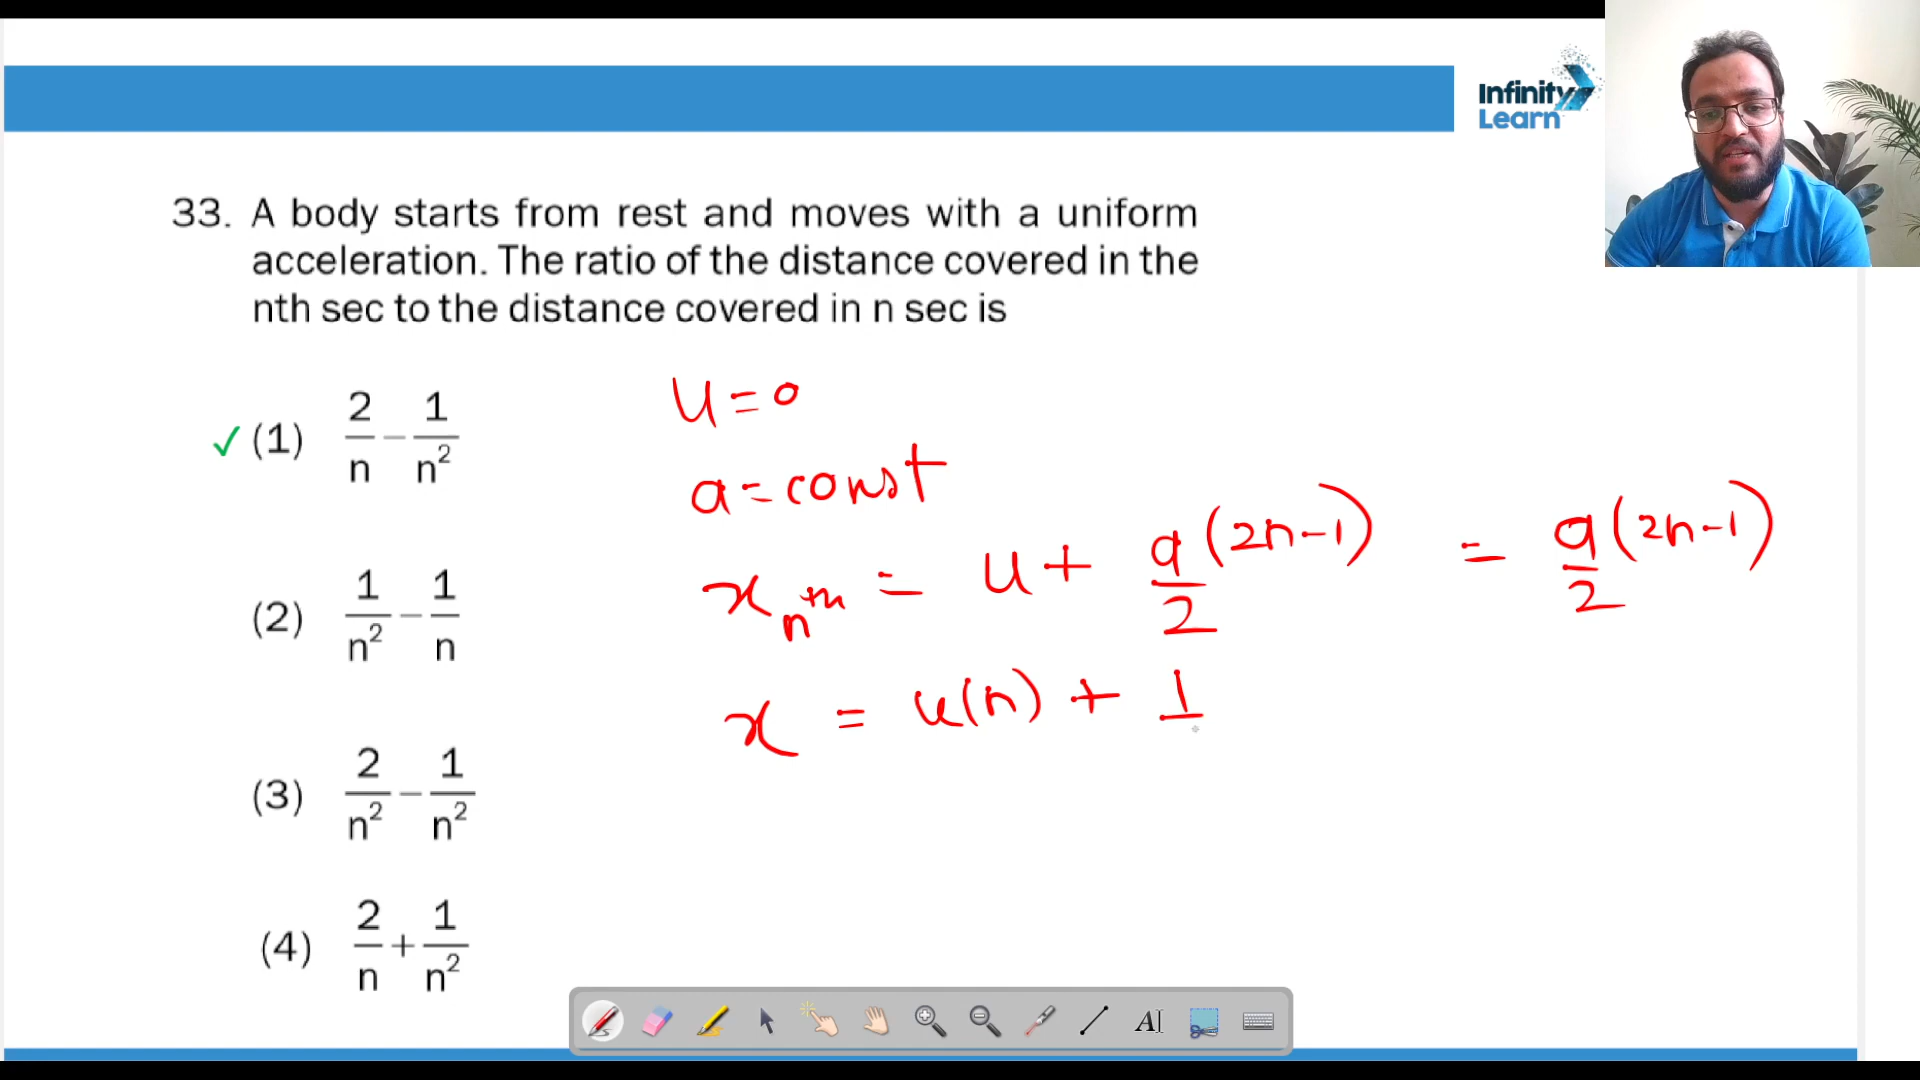 Infinity
Learn
33. A body starts from rest and moves with a uniform
acceleration. The ratio of the distance covered in the
nth sec to the distance covered in n sec is
✓ (1) 2/n − 1/n²
(2) 1/n² − 1/n
(3) 2/n² − 1/n²
(4) 2/n + 1/n²
u = 0
a = const
x nth = u + a/2 (2n−1) = a/2 (2n−1)
x = u(n) + 1
AI